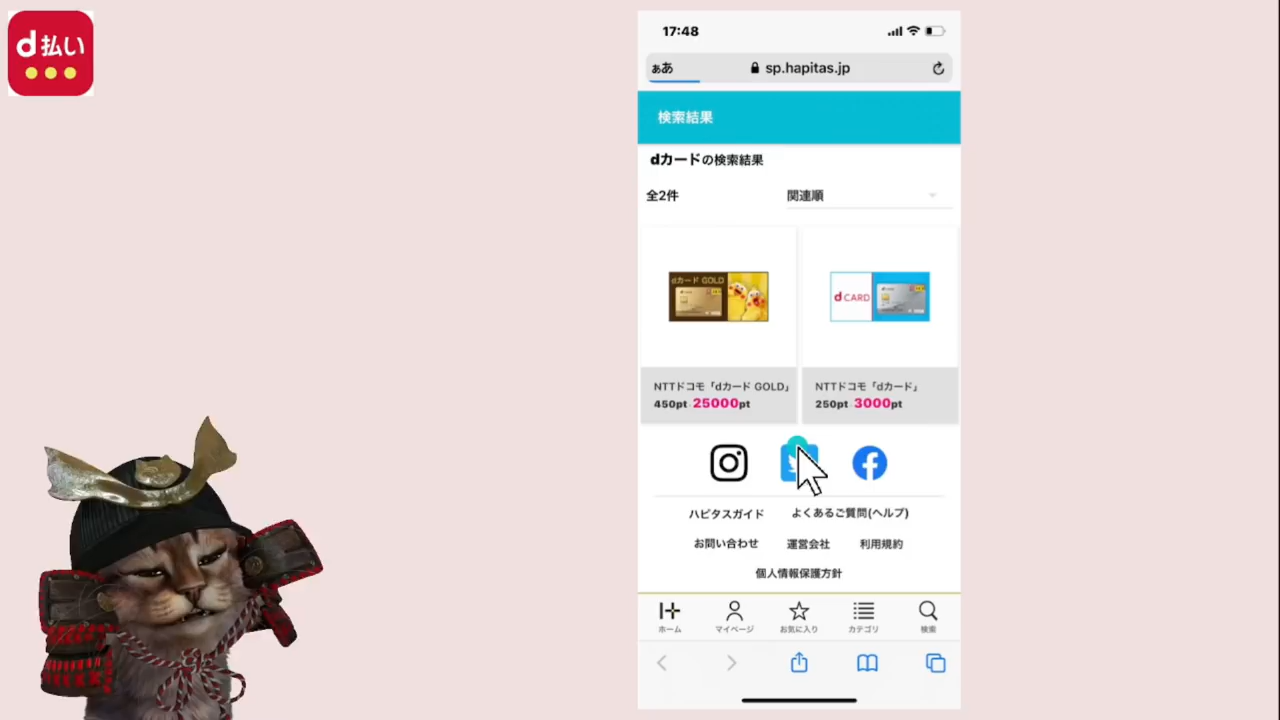 d払い
17:48
ああ
sp.hapitas.jp
検索結果
dカードの検索結果
全2件
関連順
dカード GOLD
d CARD
NTTドコモ「dカード GOLD」
450pt 25000pt
NTTドコモ「dカード」
250pt 3000pt
ハピタスガイド
よくあるご質問(ヘルプ)
お問い合わせ
運営会社
利用規約
個人情報保護方針
ホーム
マイページ
お気に入り
カテゴリ
検索